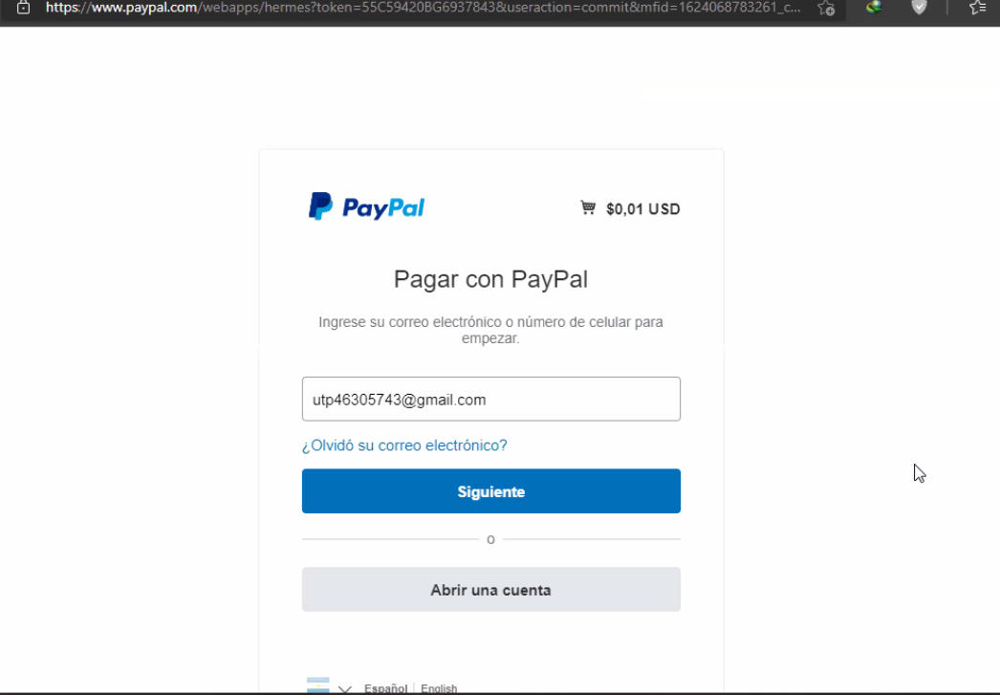 https://www.paypal.com/webapps/hermes?token=55C59420BG6937843&useraction=commit&mfid=1624068783261_c...
PayPal
$0,01 USD
Pagar con PayPal
Ingrese su correo electrónico o número de celular para
empezar.
utp46305743@gmail.com
¿Olvidó su correo electrónico?
Siguiente
o
Abrir una cuenta
Español | English